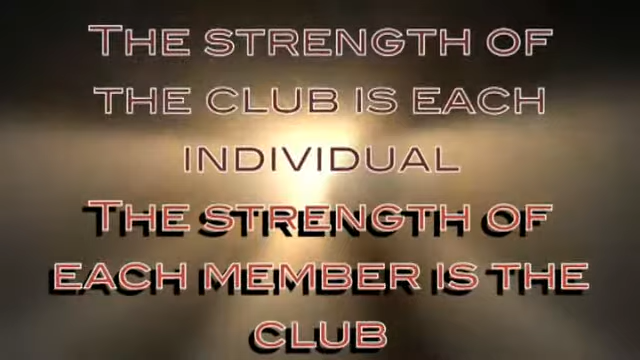 THE STRENGTH OF
THE CLUB IS EACH
INDIVIDUAL
THE STRENGTH OF
EACH MEMBER IS THE
CLUB